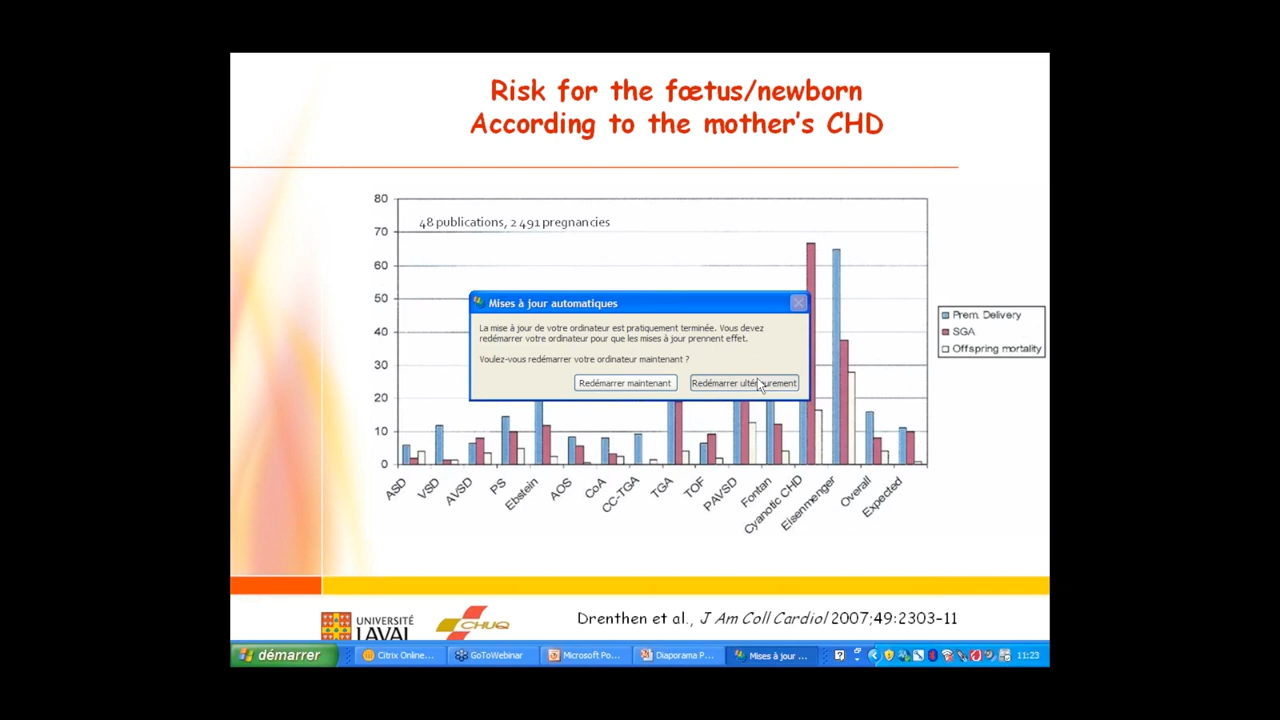 Risk for the fœtus/newborn
According to the mother's CHD
80
70
60
50
40
30
20
10
0
48 publications, 2 491 pregnancies
Mises à jour automatiques
La mise à jour de votre ordinateur est pratiquement terminée. Vous devez
redémarrer votre ordinateur pour que les mises à jour prennent effet.
Voulez-vous redémarrer votre ordinateur maintenant ?
Redémarrer maintenant
Redémarrer ultérieurement
Prem. Delivery
SGA
Offspring mortality
ASD
VSD
AVSD
PS
Ebstein
AOS
CoA
CC-TGA
TGA
TOF
PAVSD
Fontan
Cyanotic CHD
Eisenmenger
Overall
Expected
UNIVERSITÉ
LAVAL
CHUQ
Drenthen et al., J Am Coll Cardiol 2007;49:2303-11
démarrer
Citrix Online...
GoToWebinar
Microsoft Po...
Diaporama P...
Mises à jour ...
11:23